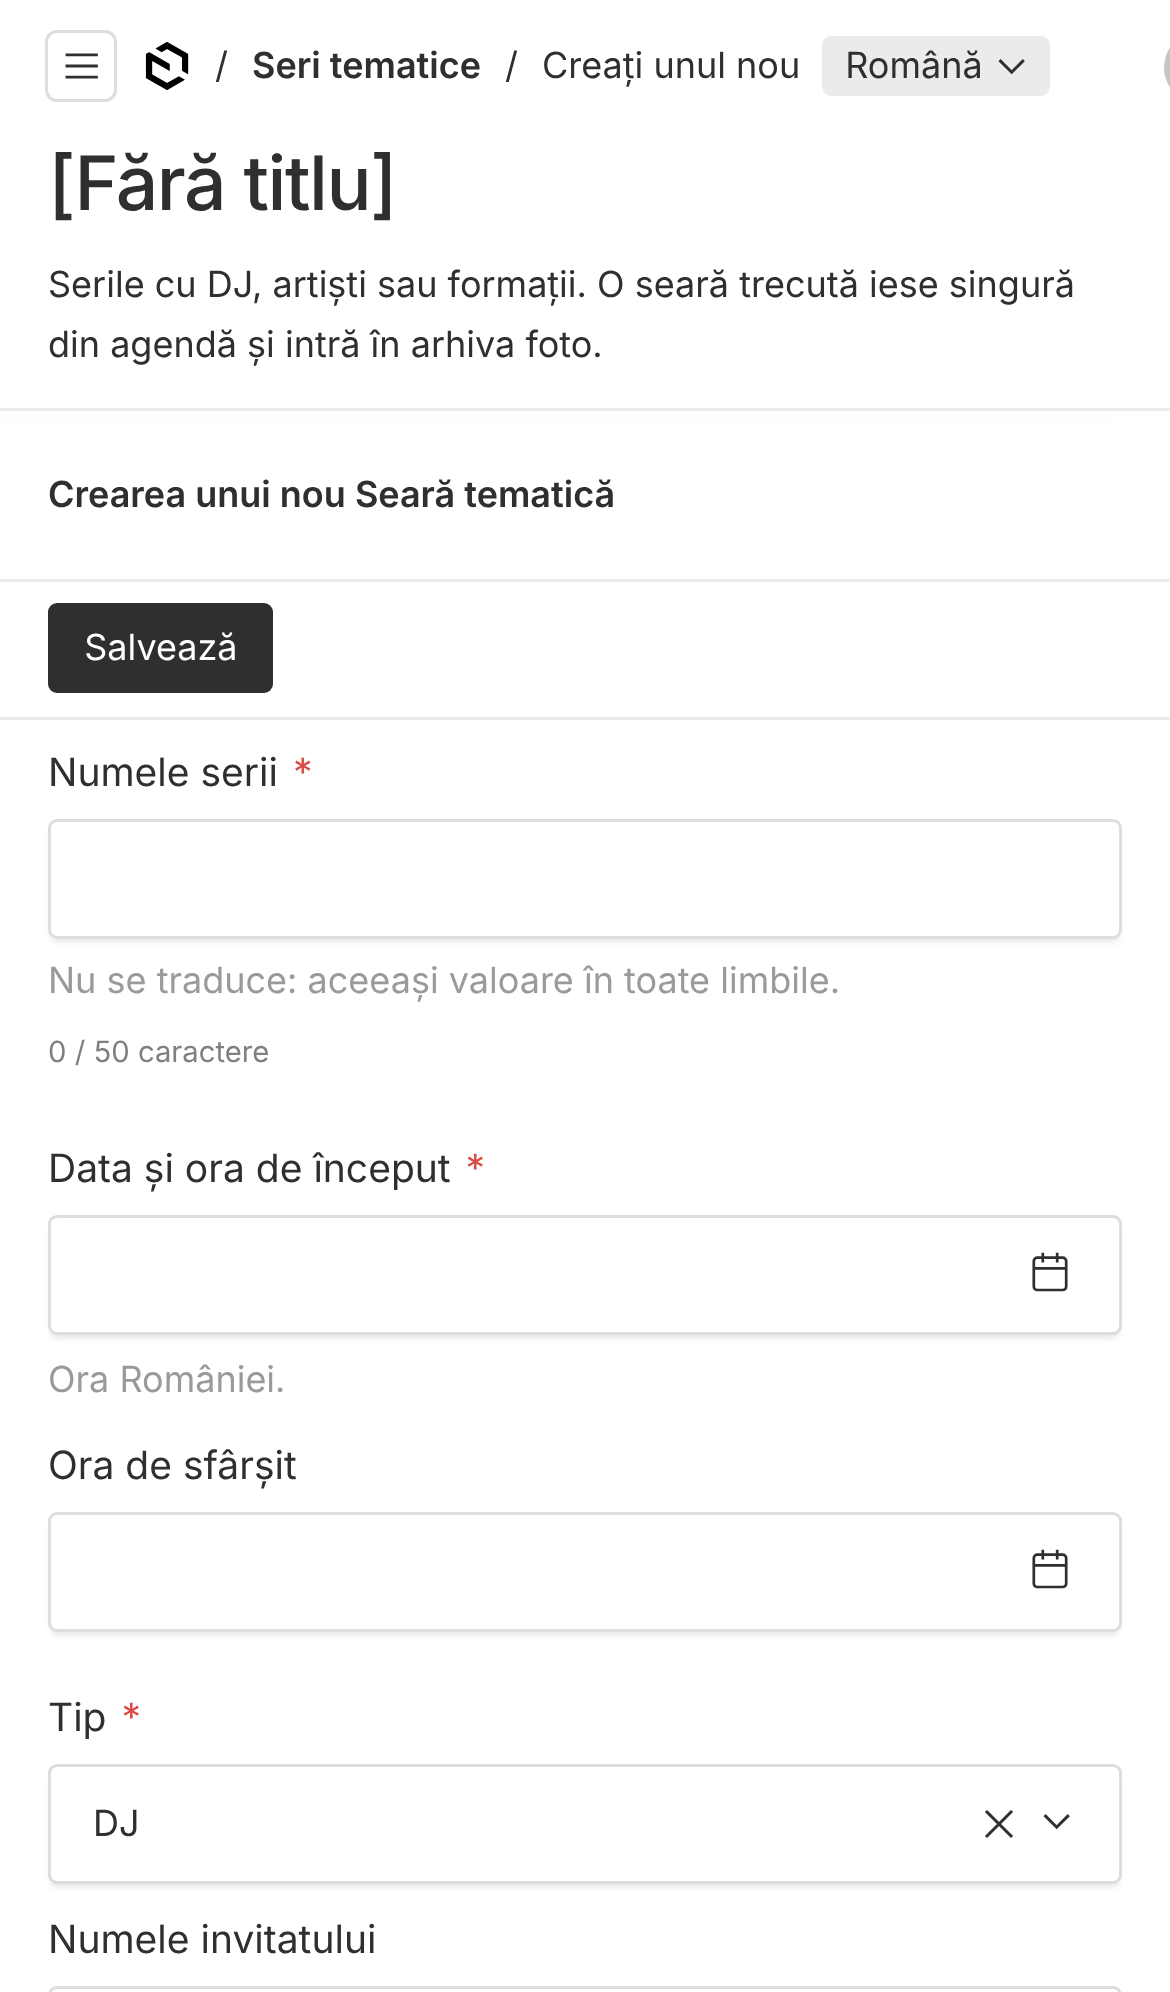 / Seri tematice / Creați unul nou Română
[Fără titlu]
Serile cu DJ, artiști sau formații. O seară trecută iese singură
din agendă și intră în arhiva foto.
Crearea unui nou Seară tematică
Salvează
Numele serii *
Nu se traduce: aceeași valoare în toate limbile.
0 / 50 caractere
Data și ora de început *
Ora României.
Ora de sfârșit
Tip *
DJ
Numele invitatului